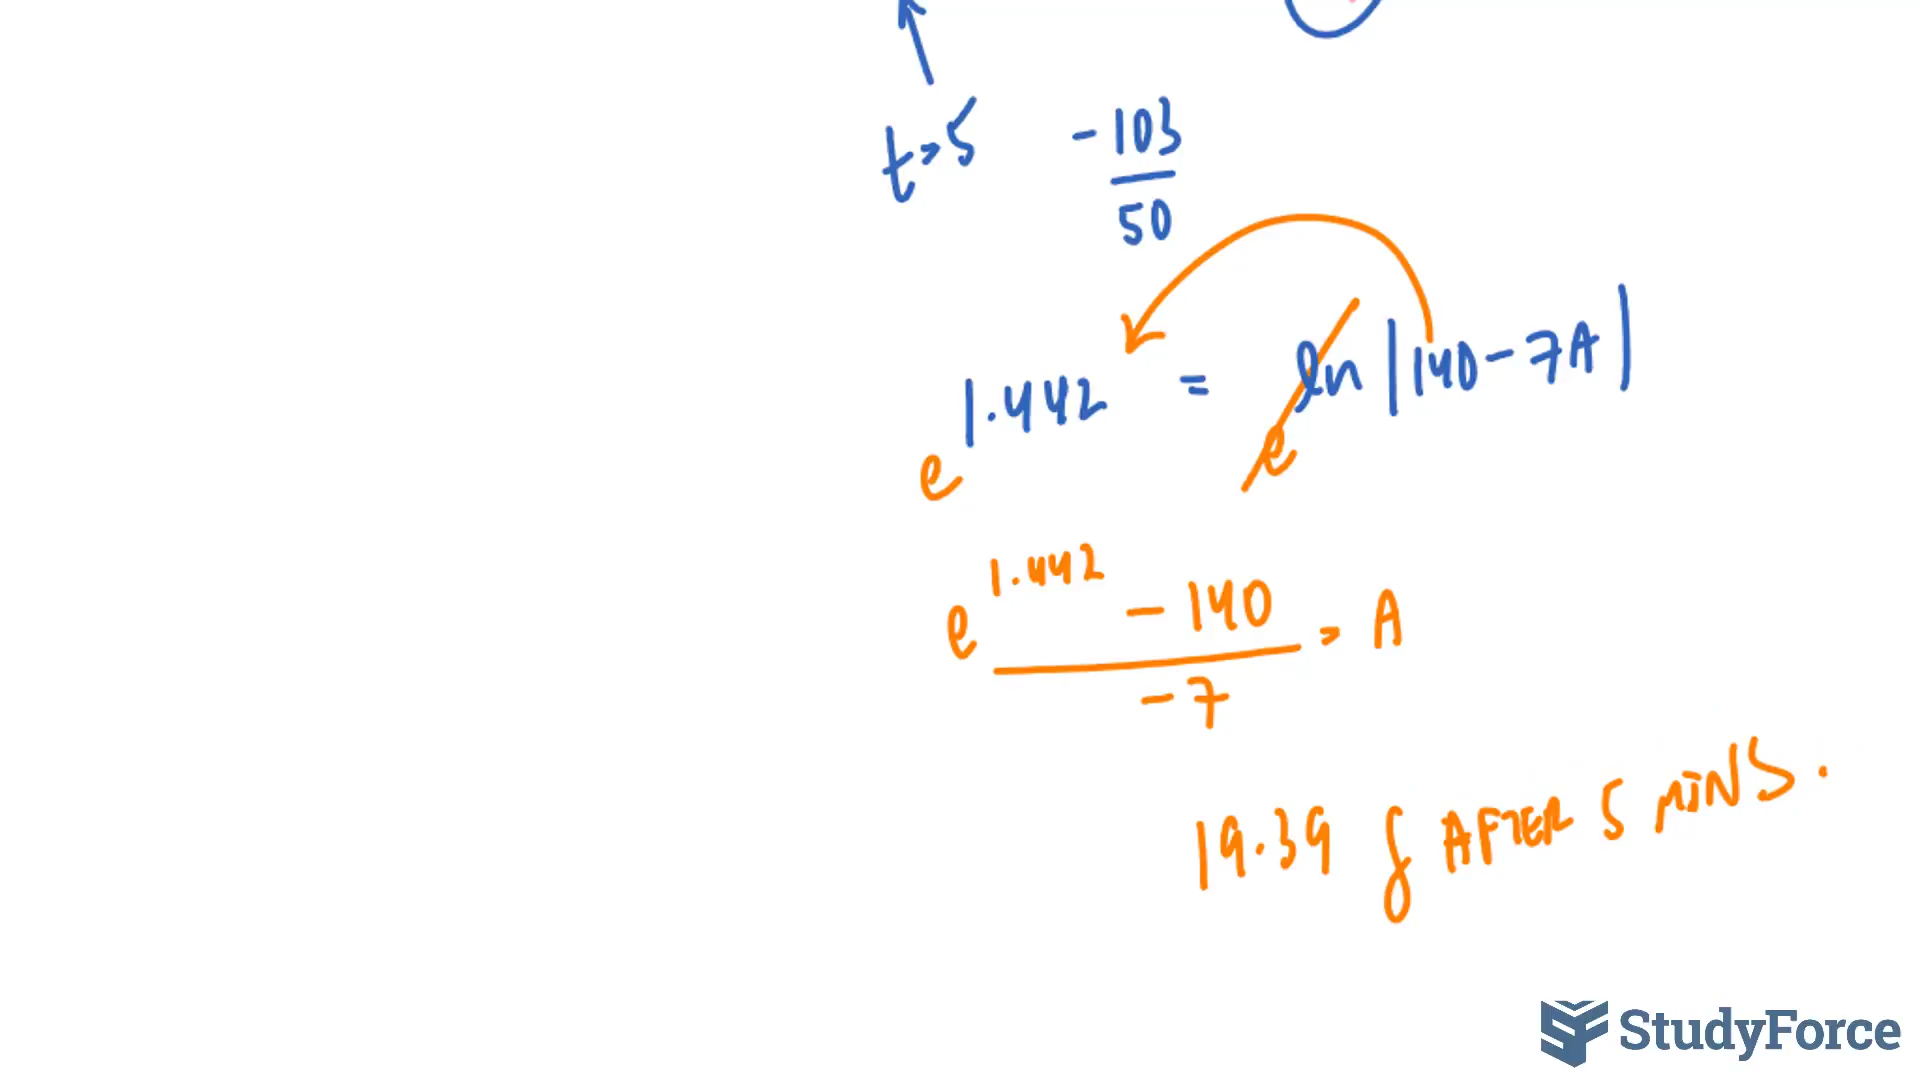 t = 5 -103
50
e^1.442 = e^ln|140-7A|
e^1.442 - 140 = A
-7
19.39 g AFTER 5 MINS.
StudyForce